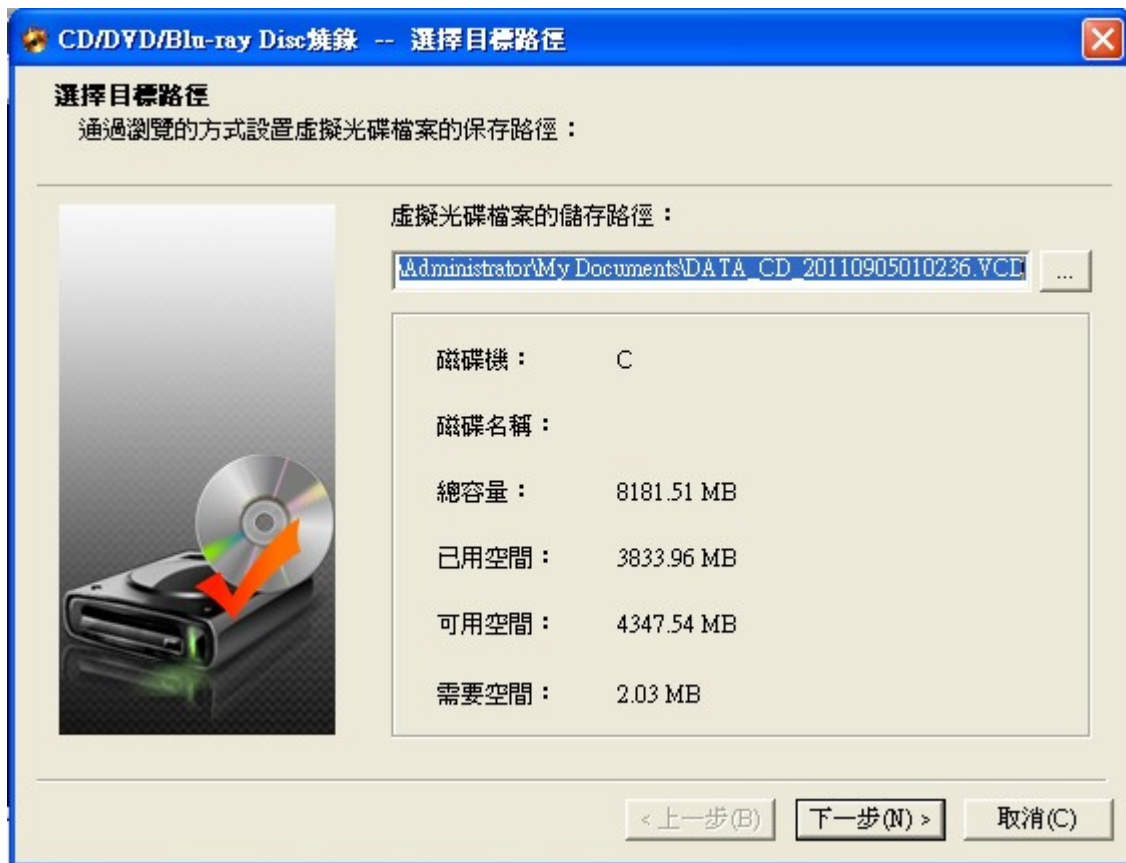 CD/DVD/Blu-ray Disc燒錄 -- 選擇目標路徑
選擇目標路徑
通過瀏覽的方式設置虛擬光碟檔案的保存路徑：
虛擬光碟檔案的儲存路徑：
\Administrator\My Documents\DATA_CD_20110905010236.VCD
...
磁碟機： C
磁碟名稱：
總容量： 8181.51 MB
已用空間： 3833.96 MB
可用空間： 4347.54 MB
需要空間： 2.03 MB
<上一步(B) 下一步(N) > 取消(C)